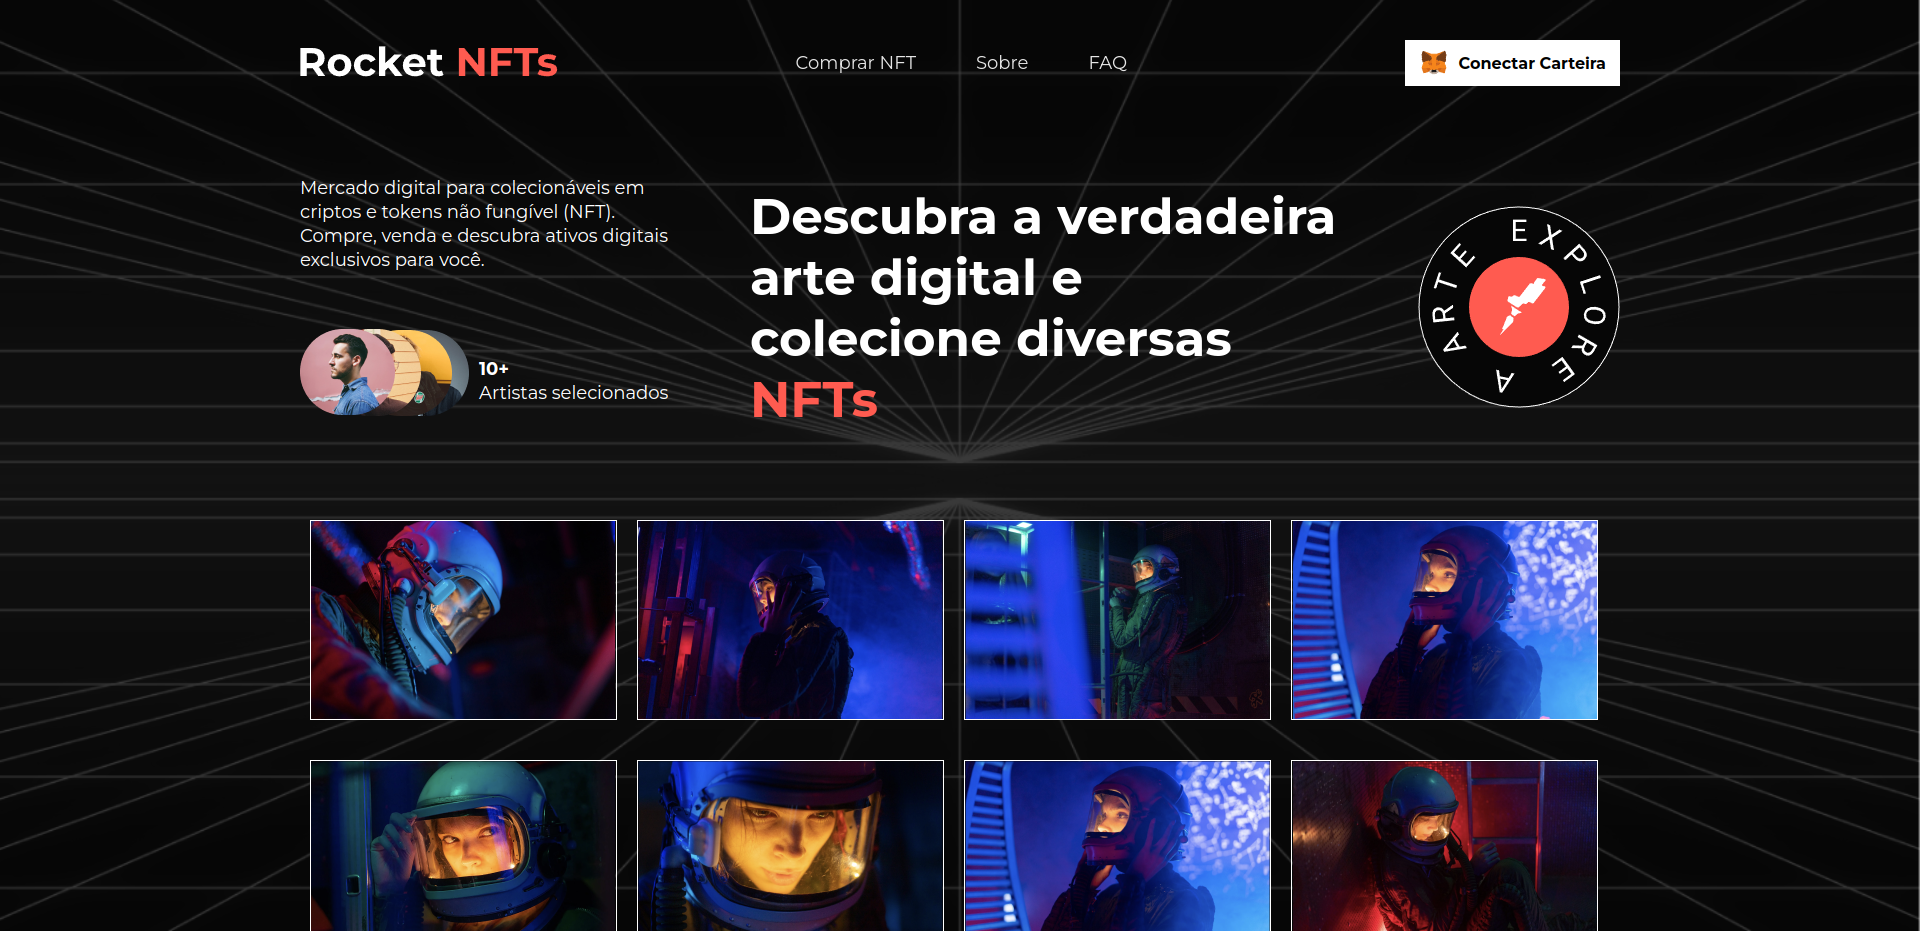 Rocket NFTs
Comprar NFT
Sobre
FAQ
Conectar Carteira
Mercado digital para colecionáveis em
criptos e tokens não fungível (NFT).
Compre, venda e descubra ativos digitais
exclusivos para você.
10+
Artistas selecionados
Descubra a verdadeira
arte digital e
colecione diversas
NFTs
EXPLORE A ARTE